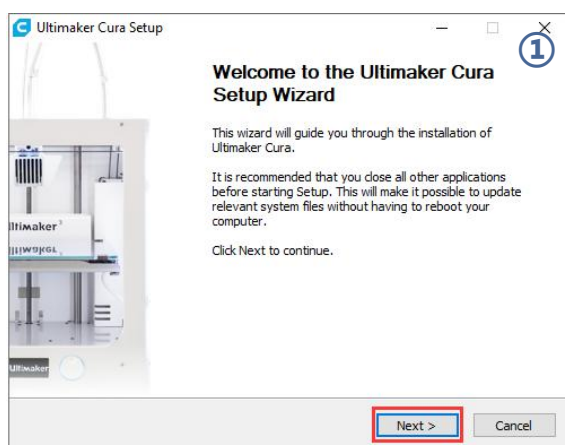 Ultimaker Cura Setup
①
Welcome to the Ultimaker Cura
Setup Wizard
This wizard will guide you through the installation of
Ultimaker Cura.
It is recommended that you close all other applications
before starting Setup. This will make it possible to update
relevant system files without having to reboot your
computer.
Click Next to continue.
ltimaker³
Ultimaker
Next >
Cancel